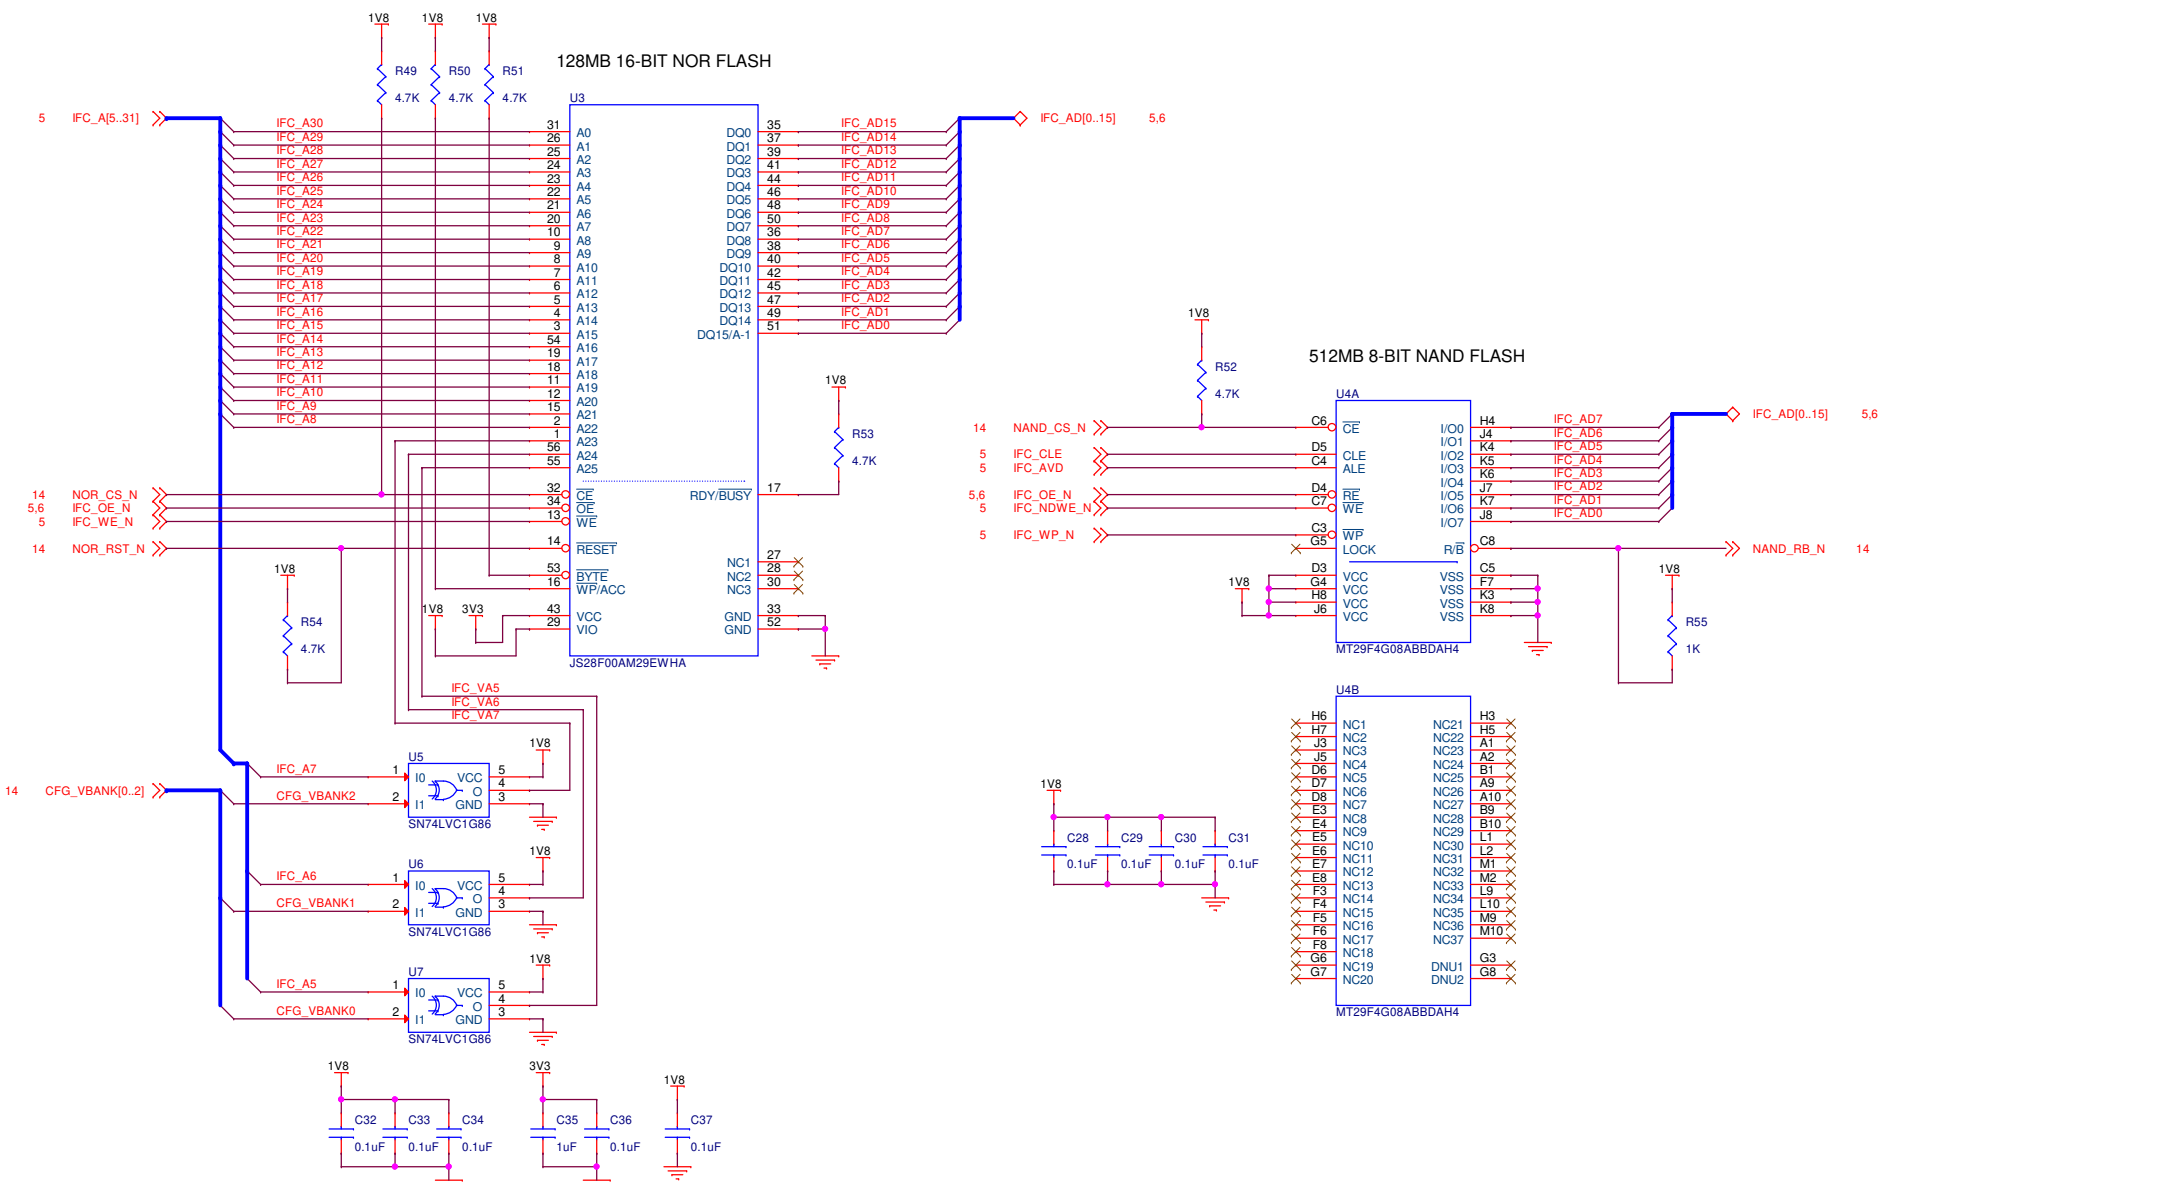 1V8 1V8 1V8
R49 R50 R51
4.7K 4.7K 4.7K
128MB 16-BIT NOR FLASH
U3
5 IFC_A[5..31]
IFC_A30 31 A0
IFC_A29 26 A1
IFC_A28 25 A2
IFC_A27 24 A3
IFC_A26 23 A4
IFC_A25 22 A5
IFC_A24 21 A6
IFC_A23 20 A7
IFC_A22 10 A8
IFC_A21 9 A9
IFC_A20 8 A10
IFC_A19 7 A11
IFC_A18 6 A12
IFC_A17 5 A13
IFC_A16 4 A14
IFC_A15 3 A15
IFC_A14 54 A16
IFC_A13 19 A17
IFC_A12 18 A18
IFC_A11 11 A19
IFC_A10 12 A20
IFC_A9 15 A21
IFC_A8 2 A22
1 A23
56 A24
55 A25
14 NOR_CS_N 32 CE
5,6 IFC_OE_N 34 OE
5 IFC_WE_N 13 WE
14 NOR_RST_N 14 RESET
53 BYTE
16 WP/ACC
1V8 3V3
43 VCC
29 VIO
1V8
R54
4.7K
DQ0 35 IFC_AD15
DQ1 37 IFC_AD14
DQ2 39 IFC_AD13
DQ3 41 IFC_AD12
DQ4 44 IFC_AD11
DQ5 46 IFC_AD10
DQ6 48 IFC_AD9
DQ7 50 IFC_AD8
DQ8 36 IFC_AD7
DQ9 38 IFC_AD6
DQ10 40 IFC_AD5
DQ11 42 IFC_AD4
DQ12 45 IFC_AD3
DQ13 47 IFC_AD2
DQ14 49 IFC_AD1
DQ15/A-1 51 IFC_AD0
IFC_AD[0..15] 5,6
1V8
R53
4.7K
RDY/BUSY 17
NC1 27
NC2 28
NC3 30
GND 33
GND 52
JS28F00AM29EWHA
IFC_VA5
IFC_VA6
IFC_VA7
14 CFG_VBANK[0..2]
U5
1V8
IFC_A7 1 I0 VCC 5
O 4
CFG_VBANK2 2 I1 GND 3
SN74LVC1G86
U6
1V8
IFC_A6 1 I0 VCC 5
O 4
CFG_VBANK1 2 I1 GND 3
SN74LVC1G86
U7
1V8
IFC_A5 1 I0 VCC 5
O 4
CFG_VBANK0 2 I1 GND 3
SN74LVC1G86
1V8
C32 C33 C34
0.1uF 0.1uF 0.1uF
3V3
C35 C36
1uF 0.1uF
1V8
C37
0.1uF
1V8
R52
4.7K
512MB 8-BIT NAND FLASH
U4A
14 NAND_CS_N C6 CE
5 IFC_CLE D5 CLE
5 IFC_AVD C4 ALE
5,6 IFC_OE_N D4 RE
5 IFC_NDWE_N C7 WE
5 IFC_WP_N C3 WP
G5 LOCK
1V8
D3 VCC
G4 VCC
H8 VCC
J6 VCC
I/O0 H4 IFC_AD7
I/O1 J4 IFC_AD6
I/O2 K4 IFC_AD5
I/O3 K5 IFC_AD4
I/O4 K6 IFC_AD3
I/O5 J7 IFC_AD2
I/O6 K7 IFC_AD1
I/O7 J8 IFC_AD0
IFC_AD[0..15] 5,6
R/B C8 NAND_RB_N 14
VSS C5
VSS F7
VSS K3
VSS K8
1V8
R55
1K
MT29F4G08ABBDAH4
1V8
C28 C29 C30 C31
0.1uF 0.1uF 0.1uF 0.1uF
U4B
H6 NC1 NC21 H3
H7 NC2 NC22 H5
J3 NC3 NC23 A1
J5 NC4 NC24 A2
D6 NC5 NC25 B1
D7 NC6 NC26 A9
D8 NC7 NC27 A10
E3 NC8 NC28 B9
E4 NC9 NC29 B10
E5 NC10 NC30 L1
E6 NC11 NC31 L2
E7 NC12 NC32 M1
E8 NC13 NC33 M2
F3 NC14 NC34 L9
F4 NC15 NC35 L10
F5 NC16 NC36 M9
F6 NC17 NC37 M10
F8 NC18
G6 NC19 DNU1 G3
G7 NC20 DNU2 G8
MT29F4G08ABBDAH4